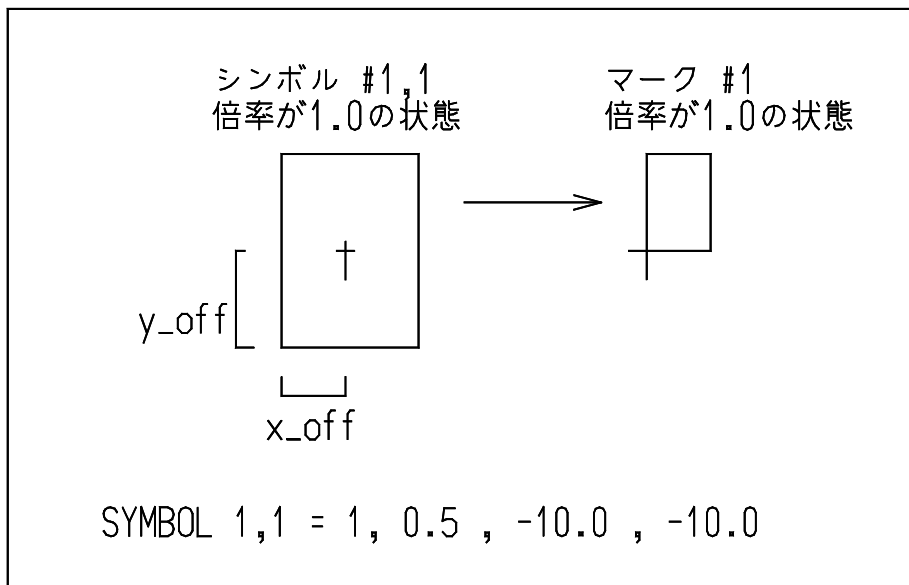 シンボル #1,1
倍率が1.0の状態
マーク #1
倍率が1.0の状態
y_off
x_off
SYMBOL 1,1 = 1, 0.5 , -10.0 , -10.0